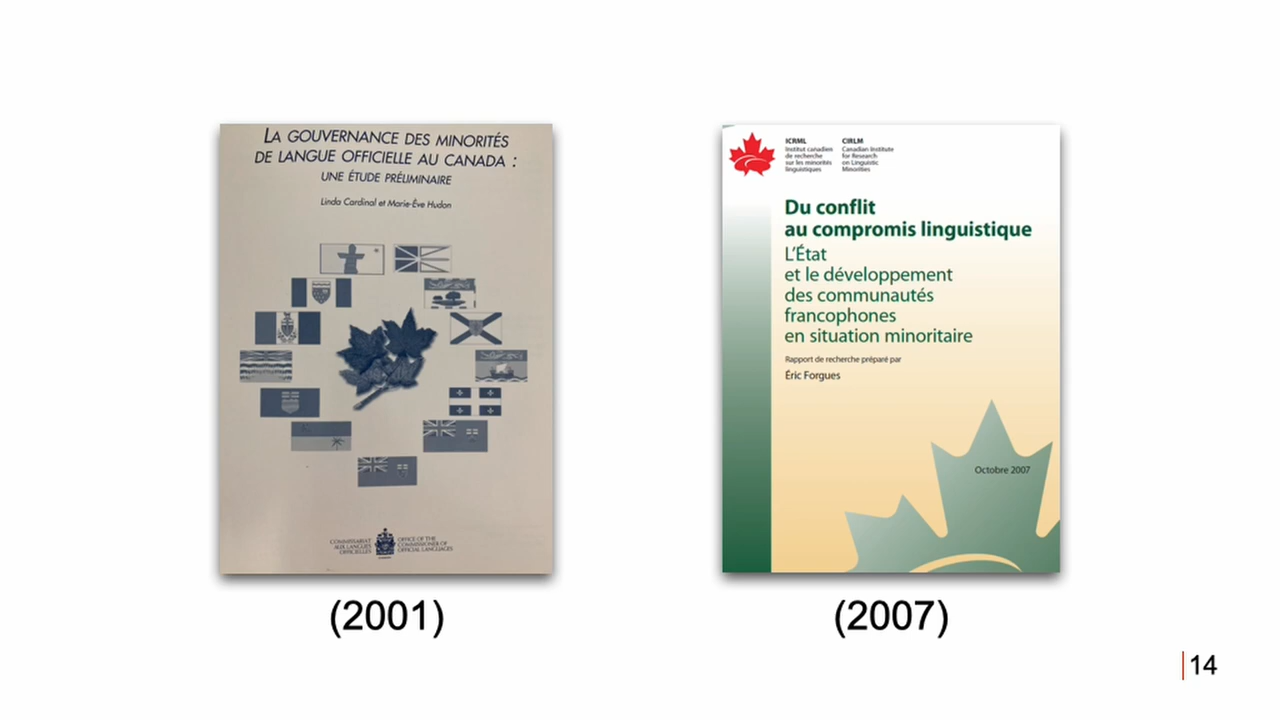 LA GOUVERNANCE DES MINORITÉS
DE LANGUE OFFICIELLE AU CANADA :
UNE ÉTUDE PRÉLIMINAIRE
Linda Cardinal et Marie-Ève Hudon
COMMISSARIAT
AUX LANGUES
OFFICIELLES
OFFICE OF THE
COMMISSIONER OF
OFFICIAL LANGUAGES
(2001)
ICRML
Institut canadien
de recherche
sur les minorités
linguistiques
CIRLM
Canadian Institute
for Research
on Linguistic
Minorities
Du conflit
au compromis linguistique
L'État
et le développement
des communautés
francophones
en situation minoritaire
Rapport de recherche préparé par
Éric Forgues
Octobre 2007
(2007)
14